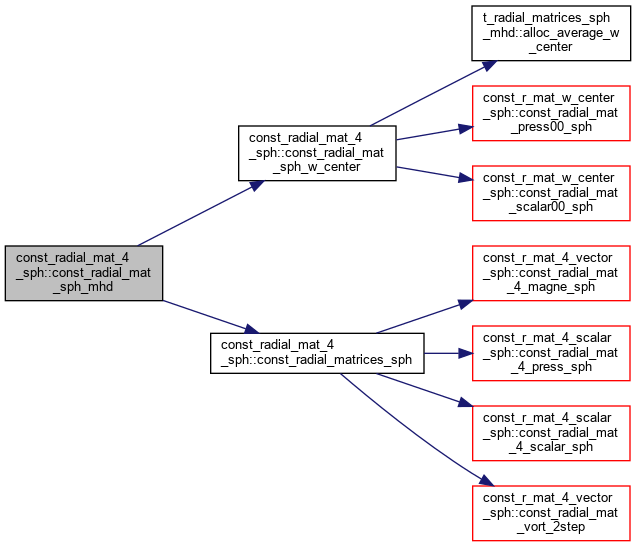 t_radial_matrices_sph
_mhd::alloc_average_w
_center
const_r_mat_w_center
_sph::const_radial_mat
_press00_sph
const_radial_mat_4
_sph::const_radial_mat
_sph_w_center
const_r_mat_w_center
_sph::const_radial_mat
_scalar00_sph
const_radial_mat_4
_sph::const_radial_mat
_sph_mhd
const_r_mat_4_vector
_sph::const_radial_mat
_4_magne_sph
const_radial_mat_4
_sph::const_radial_matrices_sph
const_r_mat_4_scalar
_sph::const_radial_mat
_4_press_sph
const_r_mat_4_scalar
_sph::const_radial_mat
_4_scalar_sph
const_r_mat_4_vector
_sph::const_radial_mat
_vort_2step